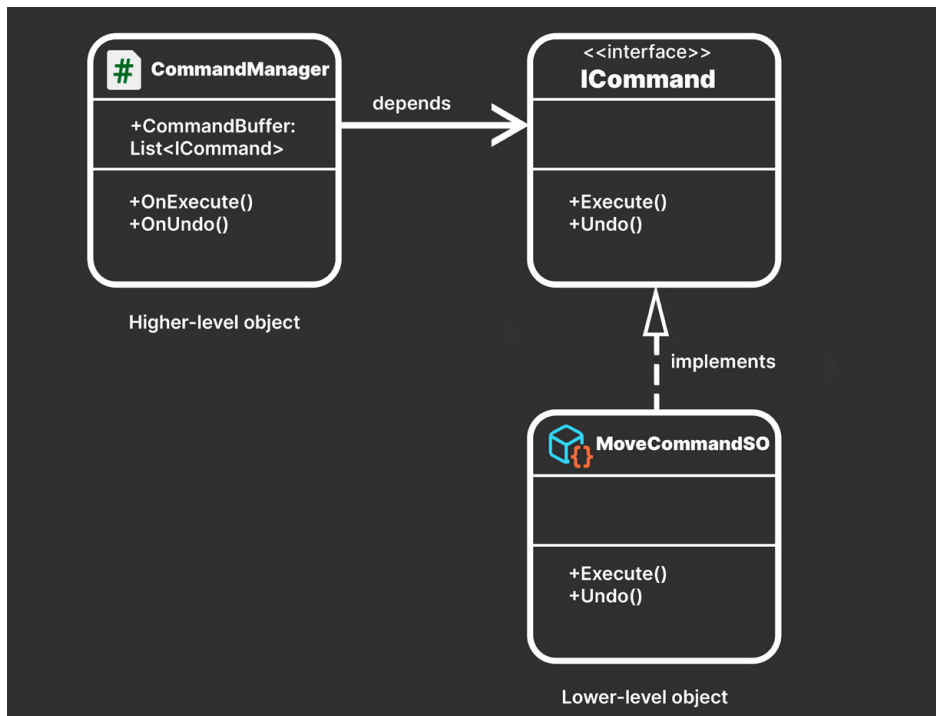 CommandManager
+CommandBuffer:
List<ICommand>
+OnExecute()
+OnUndo()
Higher-level object
depends
<<interface>>
ICommand
+Execute()
+Undo()
implements
{} MoveCommandSO
+Execute()
+Undo()
Lower-level object